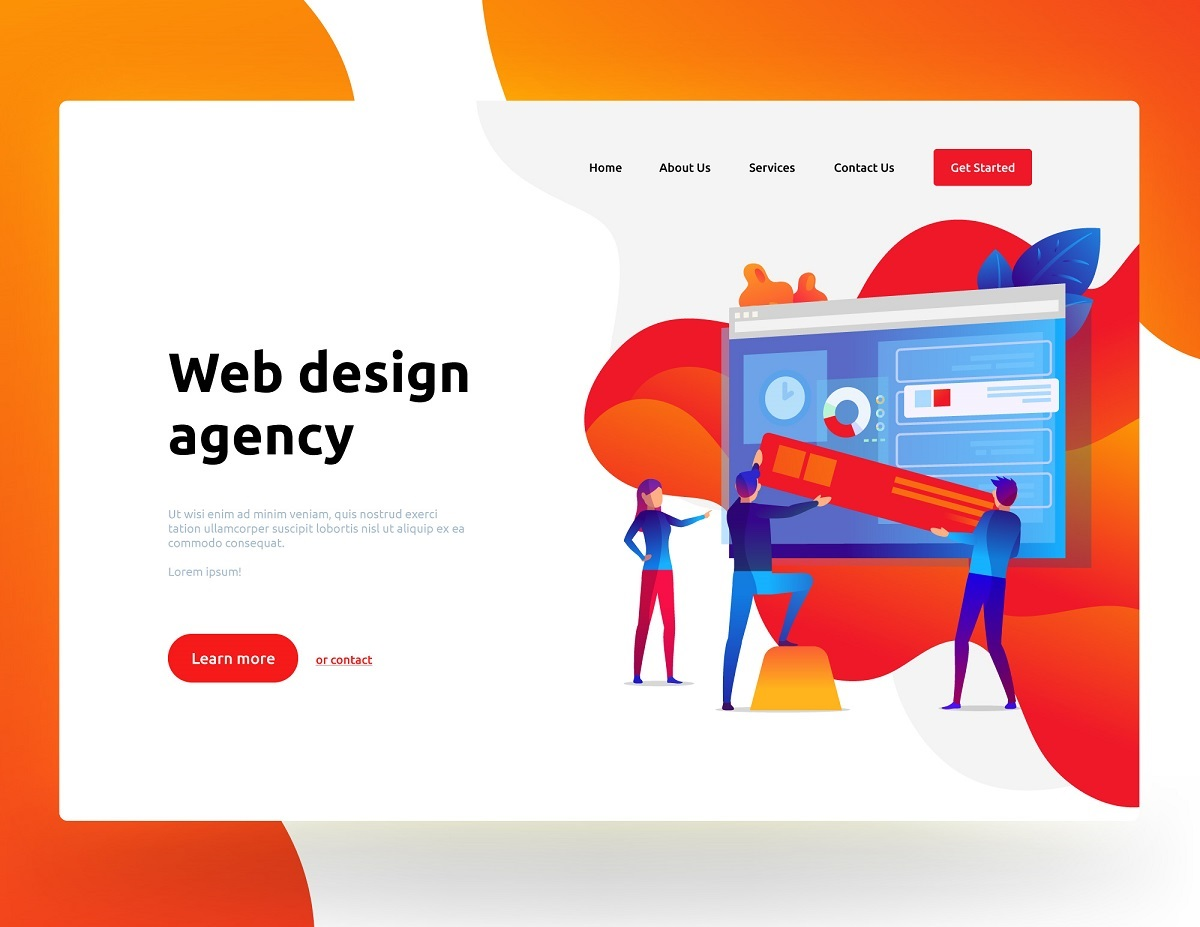 Home About Us Services Contact Us Get Started
Web design
agency
Ut wisi enim ad minim veniam, quis nostrud exerci
tation ullamcorper suscipit lobortis nisl ut aliquip ex ea
commodo consequat.
Lorem ipsum!
Learn more or contact